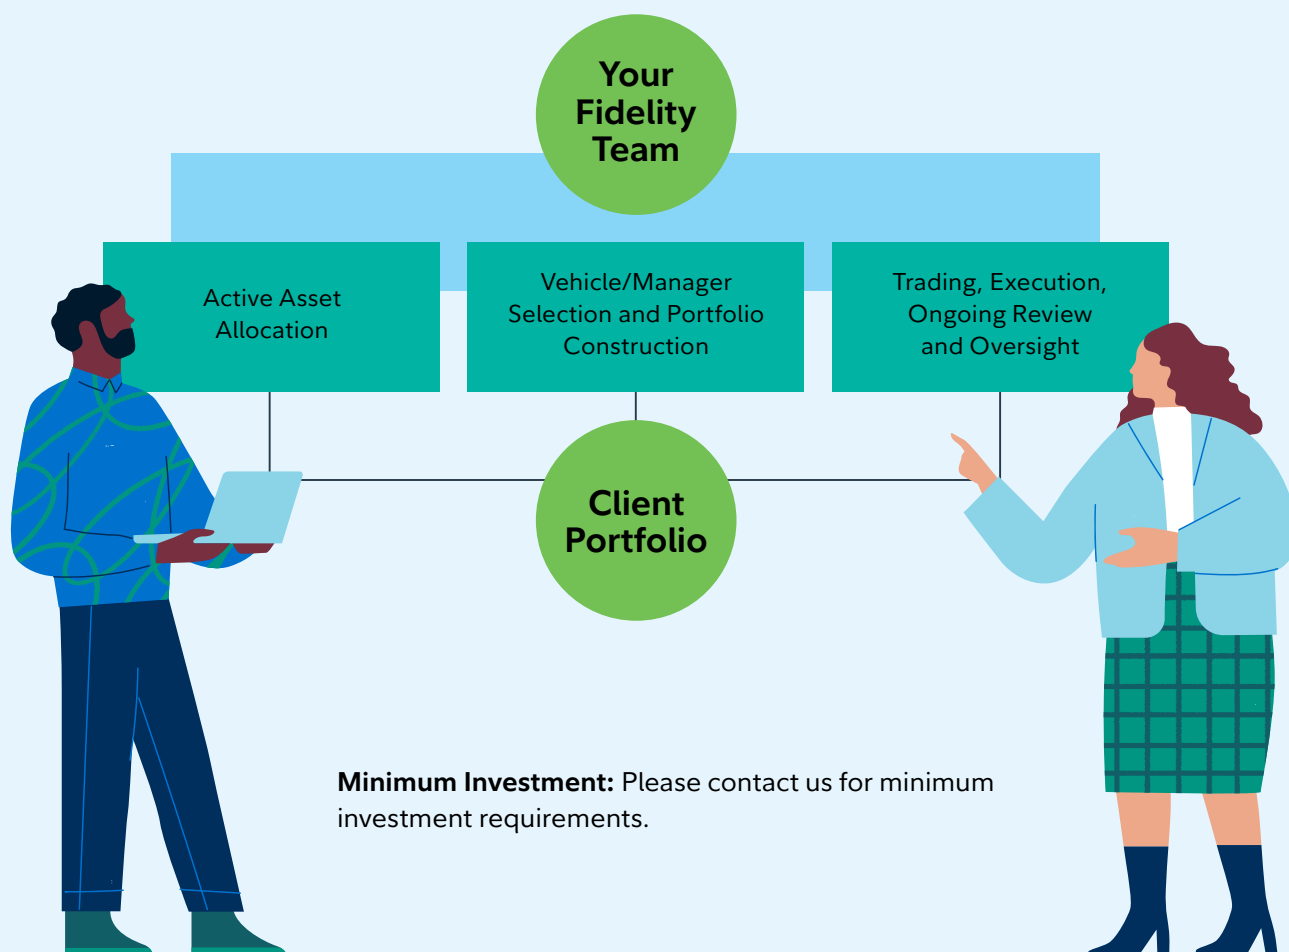 Your
Fidelity
Team
Active Asset
Allocation
Vehicle/Manager
Selection and Portfolio
Construction
Trading, Execution,
Ongoing Review
and Oversight
Client
Portfolio
Minimum Investment: Please contact us for minimum
investment requirements.